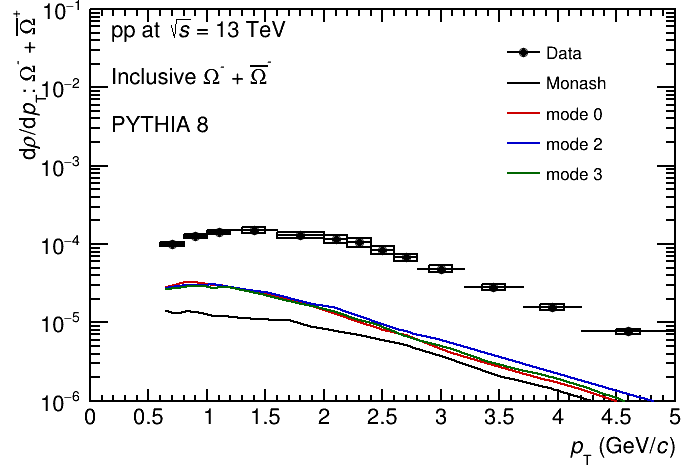 dρ/dp_T: Ω⁻ + Ω̅⁺
10⁻¹
10⁻²
10⁻³
10⁻⁴
10⁻⁵
10⁻⁶
pp at √s = 13 TeV
Inclusive Ω⁻ + Ω̅⁻
PYTHIA 8
Data
Monash
mode 0
mode 2
mode 3
0 0.5 1 1.5 2 2.5 3 3.5 4 4.5 5
p_T (GeV/c)